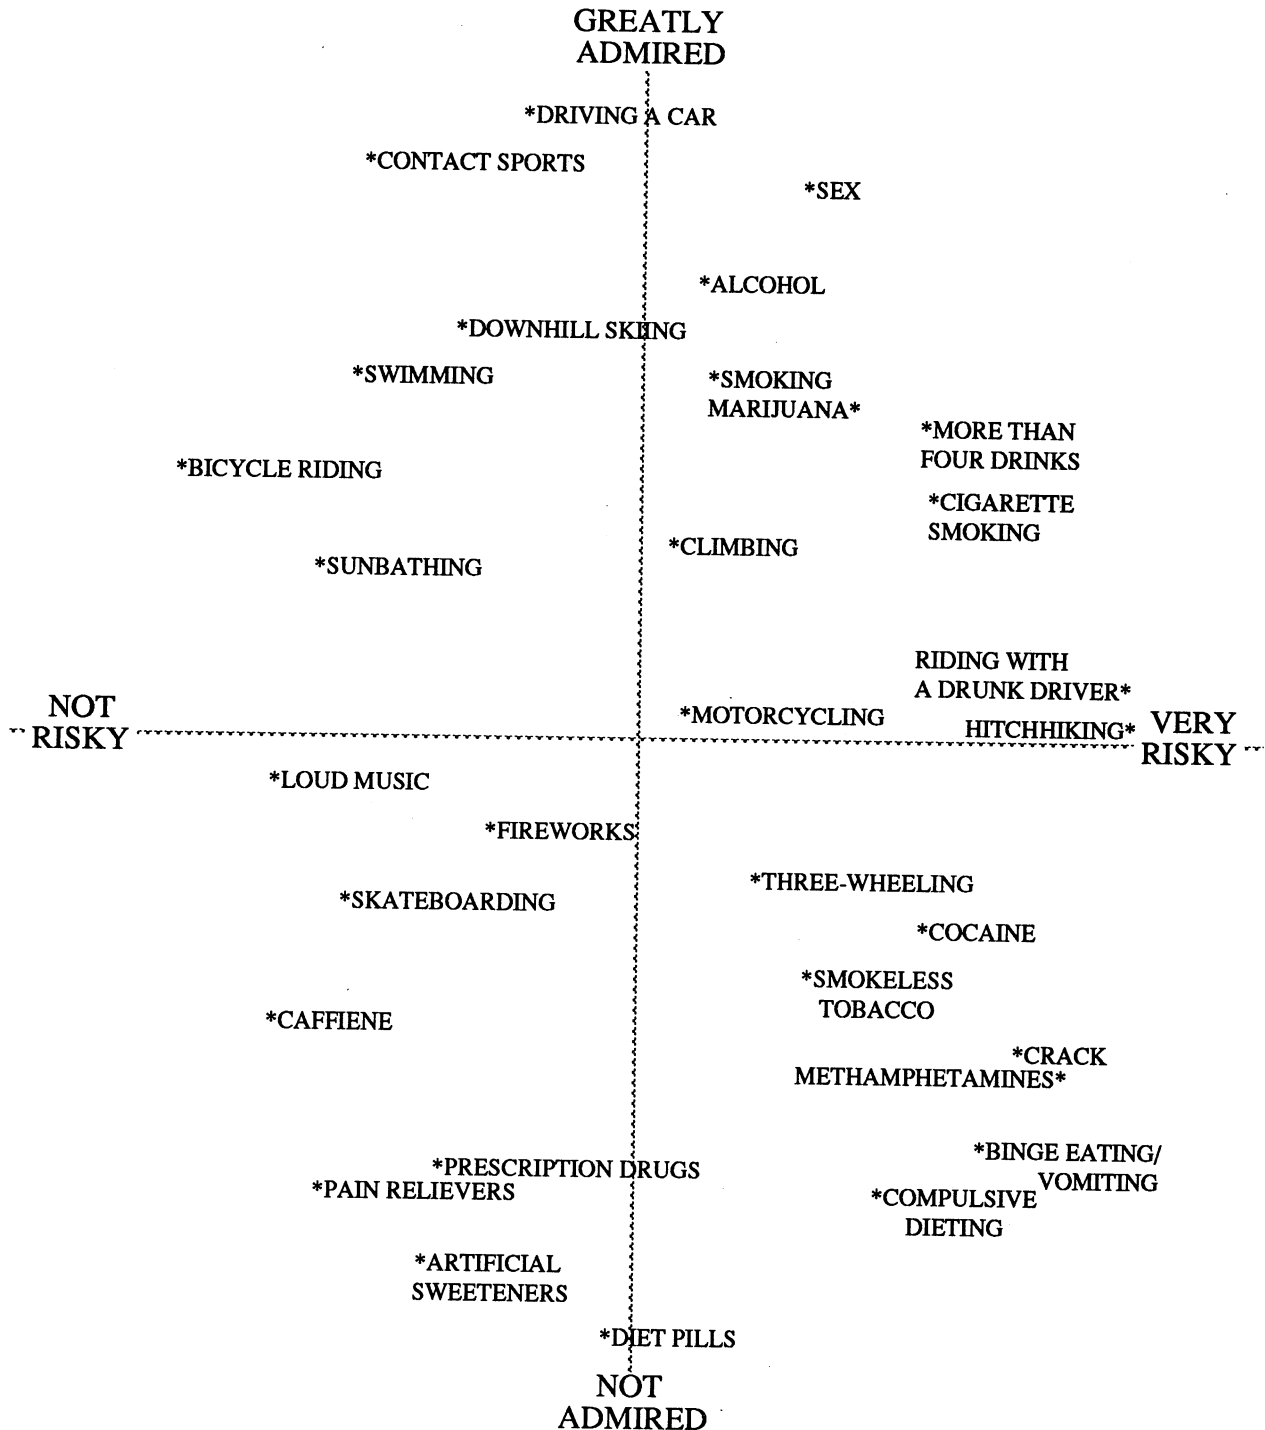 GREATLY
ADMIRED
*DRIVING A CAR
*CONTACT SPORTS
*SEX
*ALCOHOL
*DOWNHILL SKIING
*SWIMMING
*SMOKING
MARIJUANA*
*MORE THAN
FOUR DRINKS
*BICYCLE RIDING
*CIGARETTE
SMOKING
*CLIMBING
*SUNBATHING
RIDING WITH
A DRUNK DRIVER*
*MOTORCYCLING
HITCHHIKING*
NOT
RISKY
VERY
RISKY
*LOUD MUSIC
*FIREWORKS
*THREE-WHEELING
*SKATEBOARDING
*COCAINE
*SMOKELESS
TOBACCO
*CAFFIENE
*CRACK
METHAMPHETAMINES*
*BINGE EATING/
VOMITING
*PRESCRIPTION DRUGS
*PAIN RELIEVERS
*COMPULSIVE
DIETING
*ARTIFICIAL
SWEETENERS
*DIET PILLS
NOT
ADMIRED